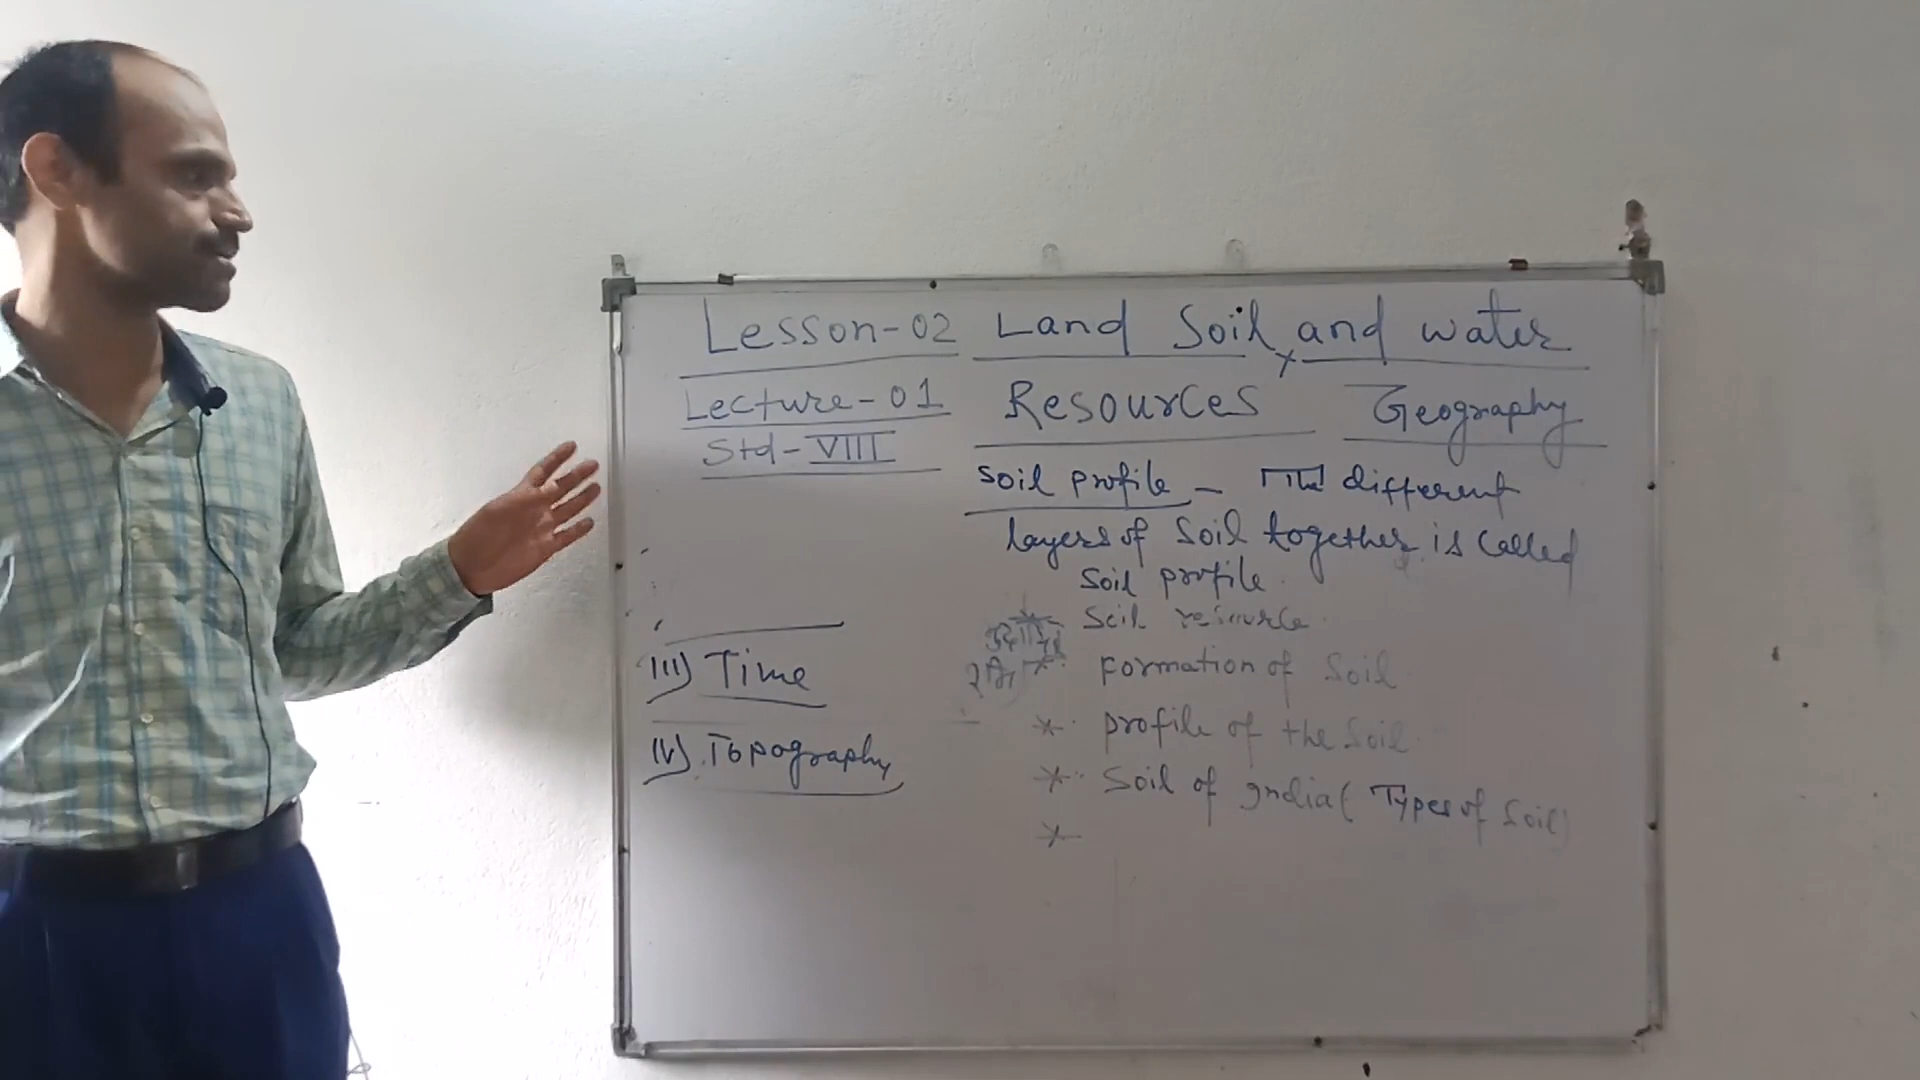 Lesson-02 Land Soil and water
Lecture-01 Resources Geography
Std-VIII
soil profile - The different
layers of soil together is called
soil profile.
* Soil resource.
* Formation of Soil
* profile of the Soil
* Soil of India ( Types of Soil)
*
III) Time
IV) Topography